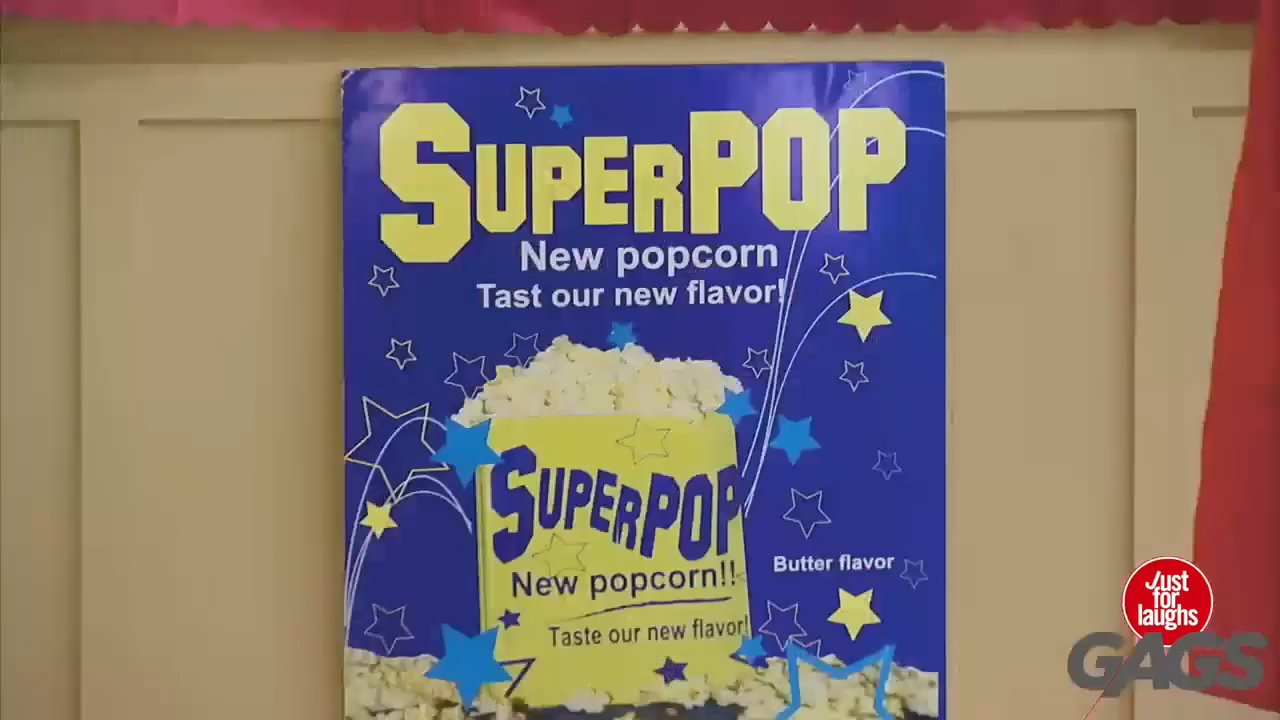 SUPERPOP
New popcorn
Tast our new flavor!
SUPERPOP
New popcorn!!
Taste our new flavor!
Butter flavor
Just
for
laughs
GAGS